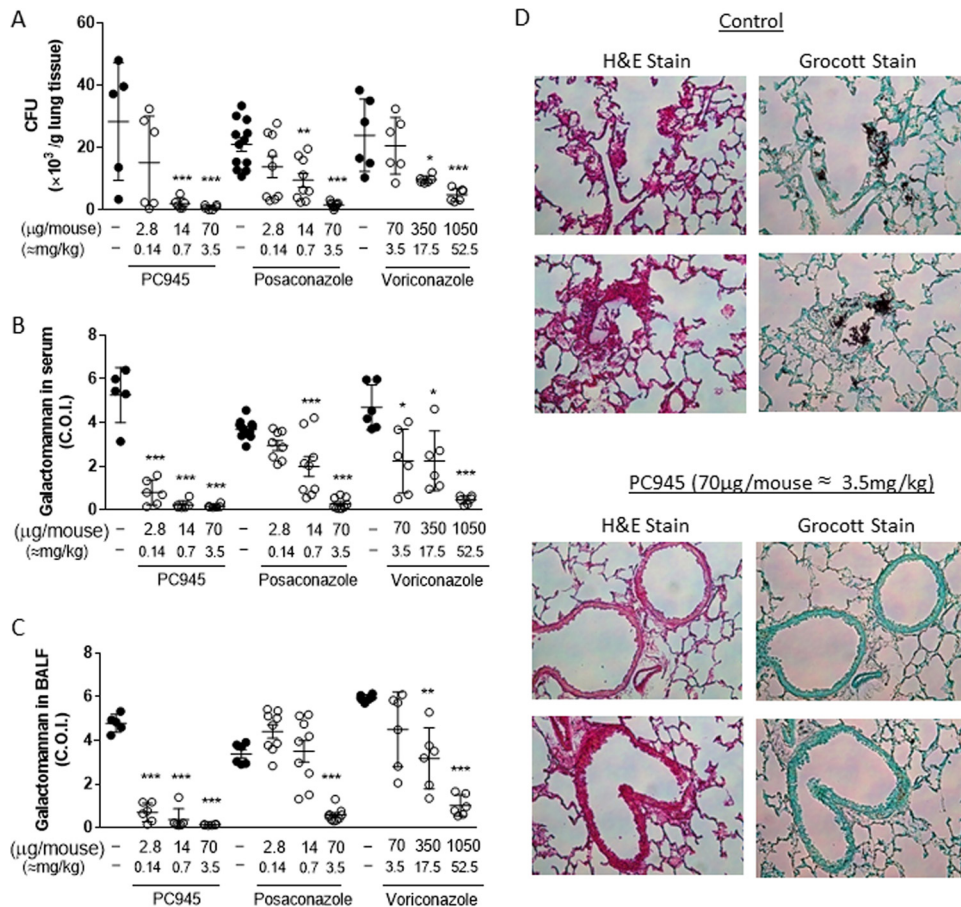 A
60
40
20
0
CFU
(×10³ /g lung tissue)
*** *** ** *** * ***
(μg/mouse) – 2.8 14 70 – 2.8 14 70 – 70 350 1050
(≈mg/kg) 0.14 0.7 3.5 0.14 0.7 3.5 3.5 17.5 52.5
PC945 Posaconazole Voriconazole
B
8
6
4
2
0
Galactomannan in serum
(C.O.I.)
*** *** *** *** *** * * ***
(μg/mouse) – 2.8 14 70 – 2.8 14 70 – 70 350 1050
(≈mg/kg) 0.14 0.7 3.5 0.14 0.7 3.5 3.5 17.5 52.5
PC945 Posaconazole Voriconazole
C
8
6
4
2
0
Galactomannan in BALF
(C.O.I.)
*** *** *** *** ** ***
(μg/mouse) – 2.8 14 70 – 2.8 14 70 – 70 350 1050
(≈mg/kg) 0.14 0.7 3.5 0.14 0.7 3.5 3.5 17.5 52.5
PC945 Posaconazole Voriconazole
D
Control
H&E Stain Grocott Stain
PC945 (70μg/mouse ≈ 3.5mg/kg)
H&E Stain Grocott Stain